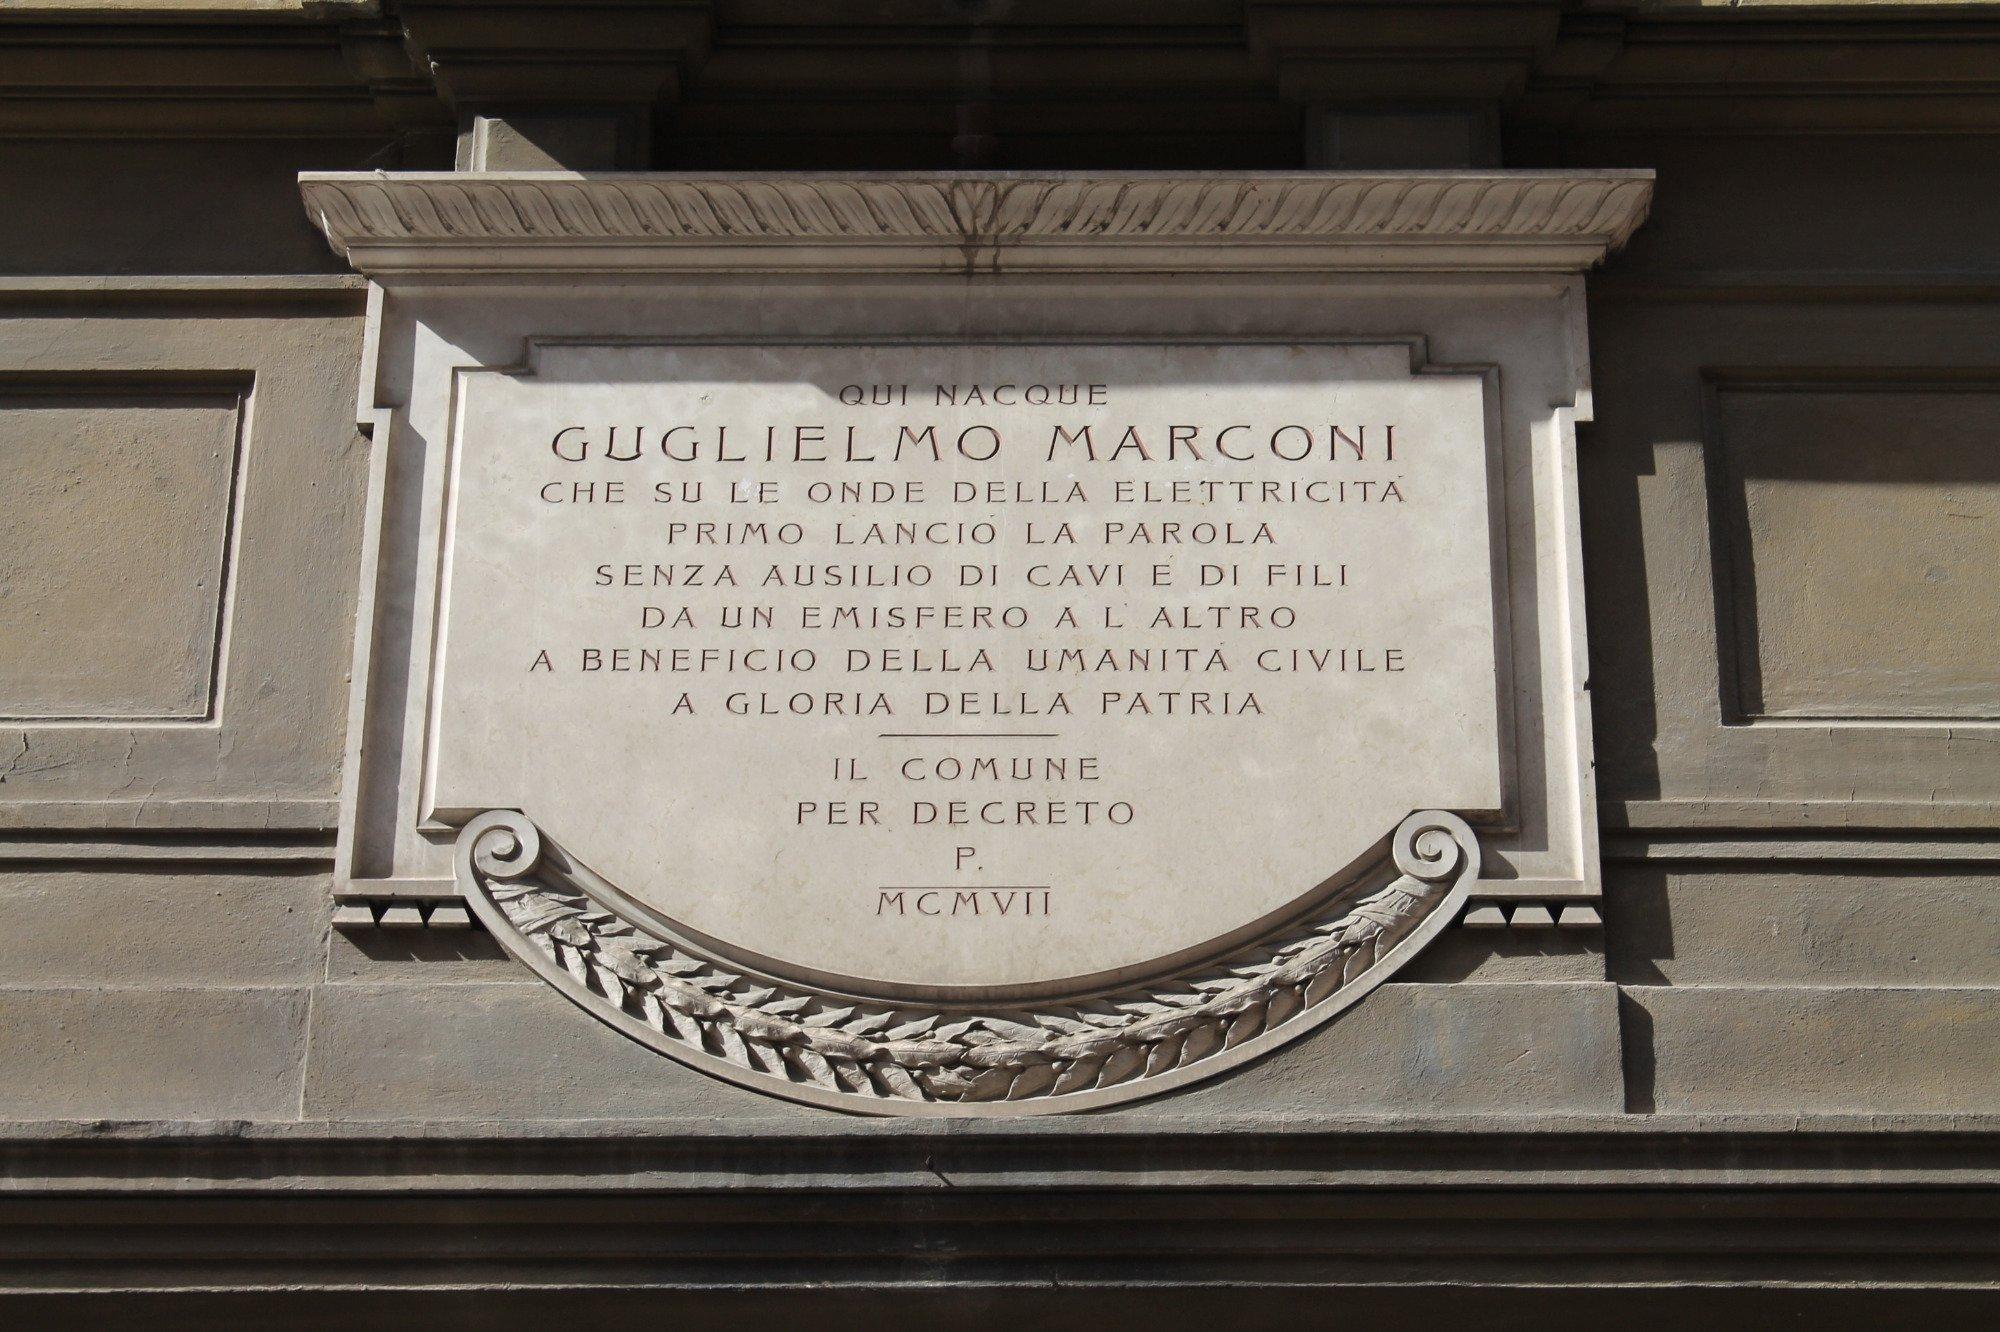 QUI NACQUE
GUGLIELMO MARCONI
CHE SU LE ONDE DELLA ELETTRICITÀ
PRIMO LANCIÒ LA PAROLA
SENZA AUSILIO DI CAVI E DI FILI
DA UN EMISFERO A L ALTRO
A BENEFICIO DELLA UMANITÀ CIVILE
A GLORIA DELLA PATRIA
IL COMUNE
PER DECRETO
P.
MCMVII